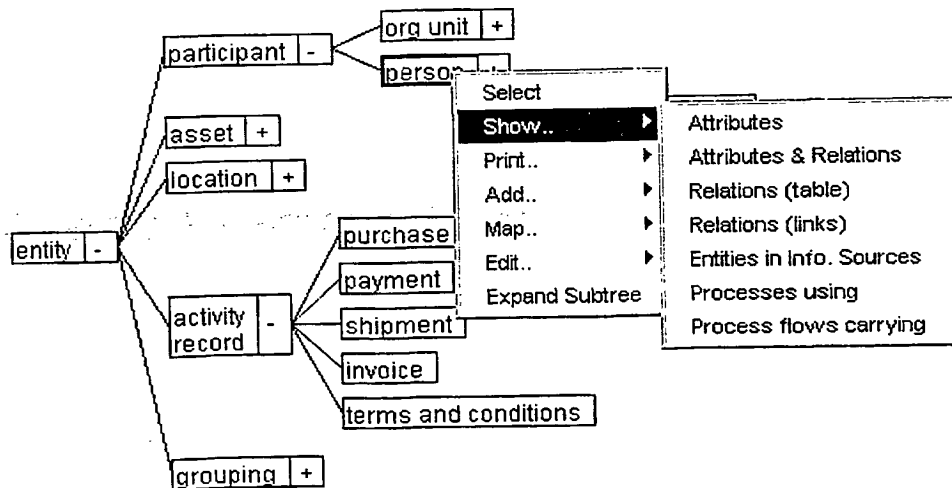 org unit +
participant -
person +
Select
Show..
Attributes
asset +
Print..
Attributes & Relations
location +
Add..
Relations (table)
purchase
Map..
Relations (links)
entity -
payment
Edit..
Entities in Info. Sources
activity
record -
shipment
Expand Subtree
Processes using
Process flows carrying
invoice
terms and conditions
grouping +